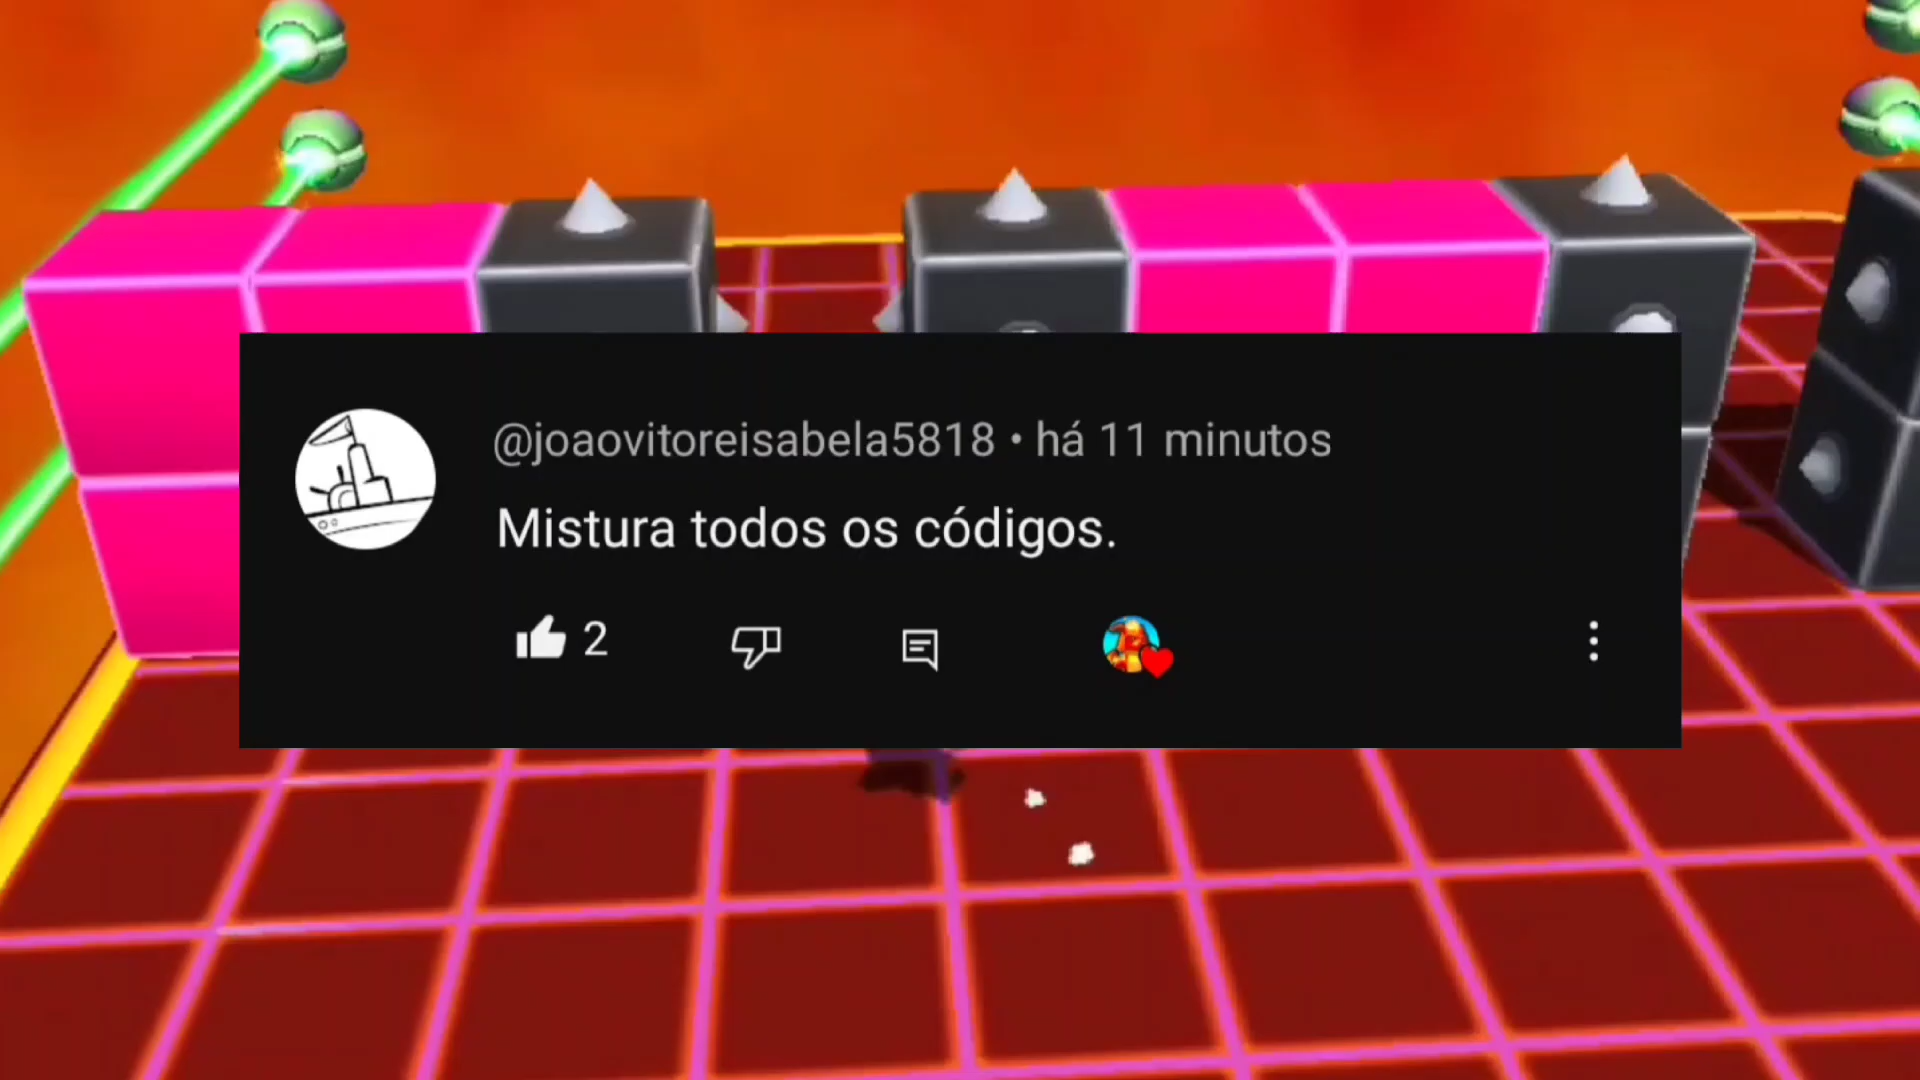 @joaovitoreisabela5818 • há 11 minutos
Mistura todos os códigos.
2